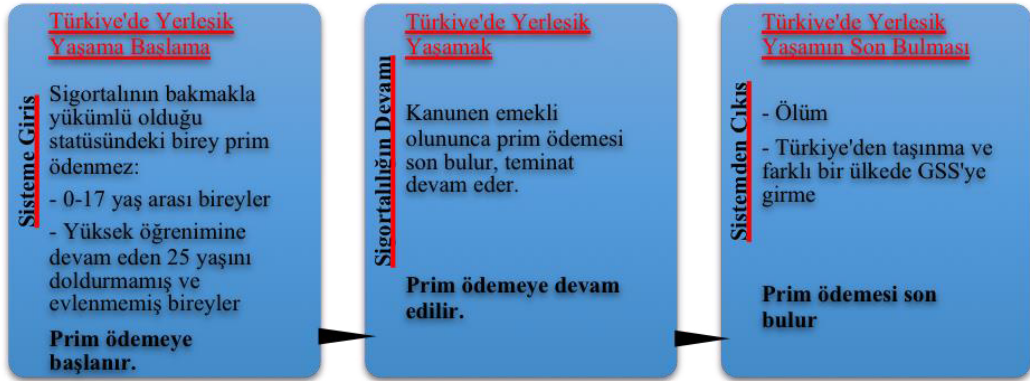 Türkiye'de Yerleşik
Yaşama Başlama
Sisteme Giriş
Sigortalının bakmakla
yükümlü olduğu
statüsündeki birey prim
ödenmez:
- 0-17 yaş arası bireyler
- Yüksek öğrenimine
devam eden 25 yaşını
doldurmamış ve
evlenmemiş bireyler
Prim ödemeye
başlanır.
Türkiye'de Yerleşik
Yaşamak
Sigortalılığın Devamı
Kanunen emekli
olununca prim ödemesi
son bulur, teminat
devam eder.
Prim ödemeye devam
edilir.
Türkiye'de Yerleşik
Yaşamın Son Bulması
Sistemden Çıkış
- Ölüm
- Türkiye'den taşınma ve
farklı bir ülkede GSS'ye
girme
Prim ödemesi son
bulur